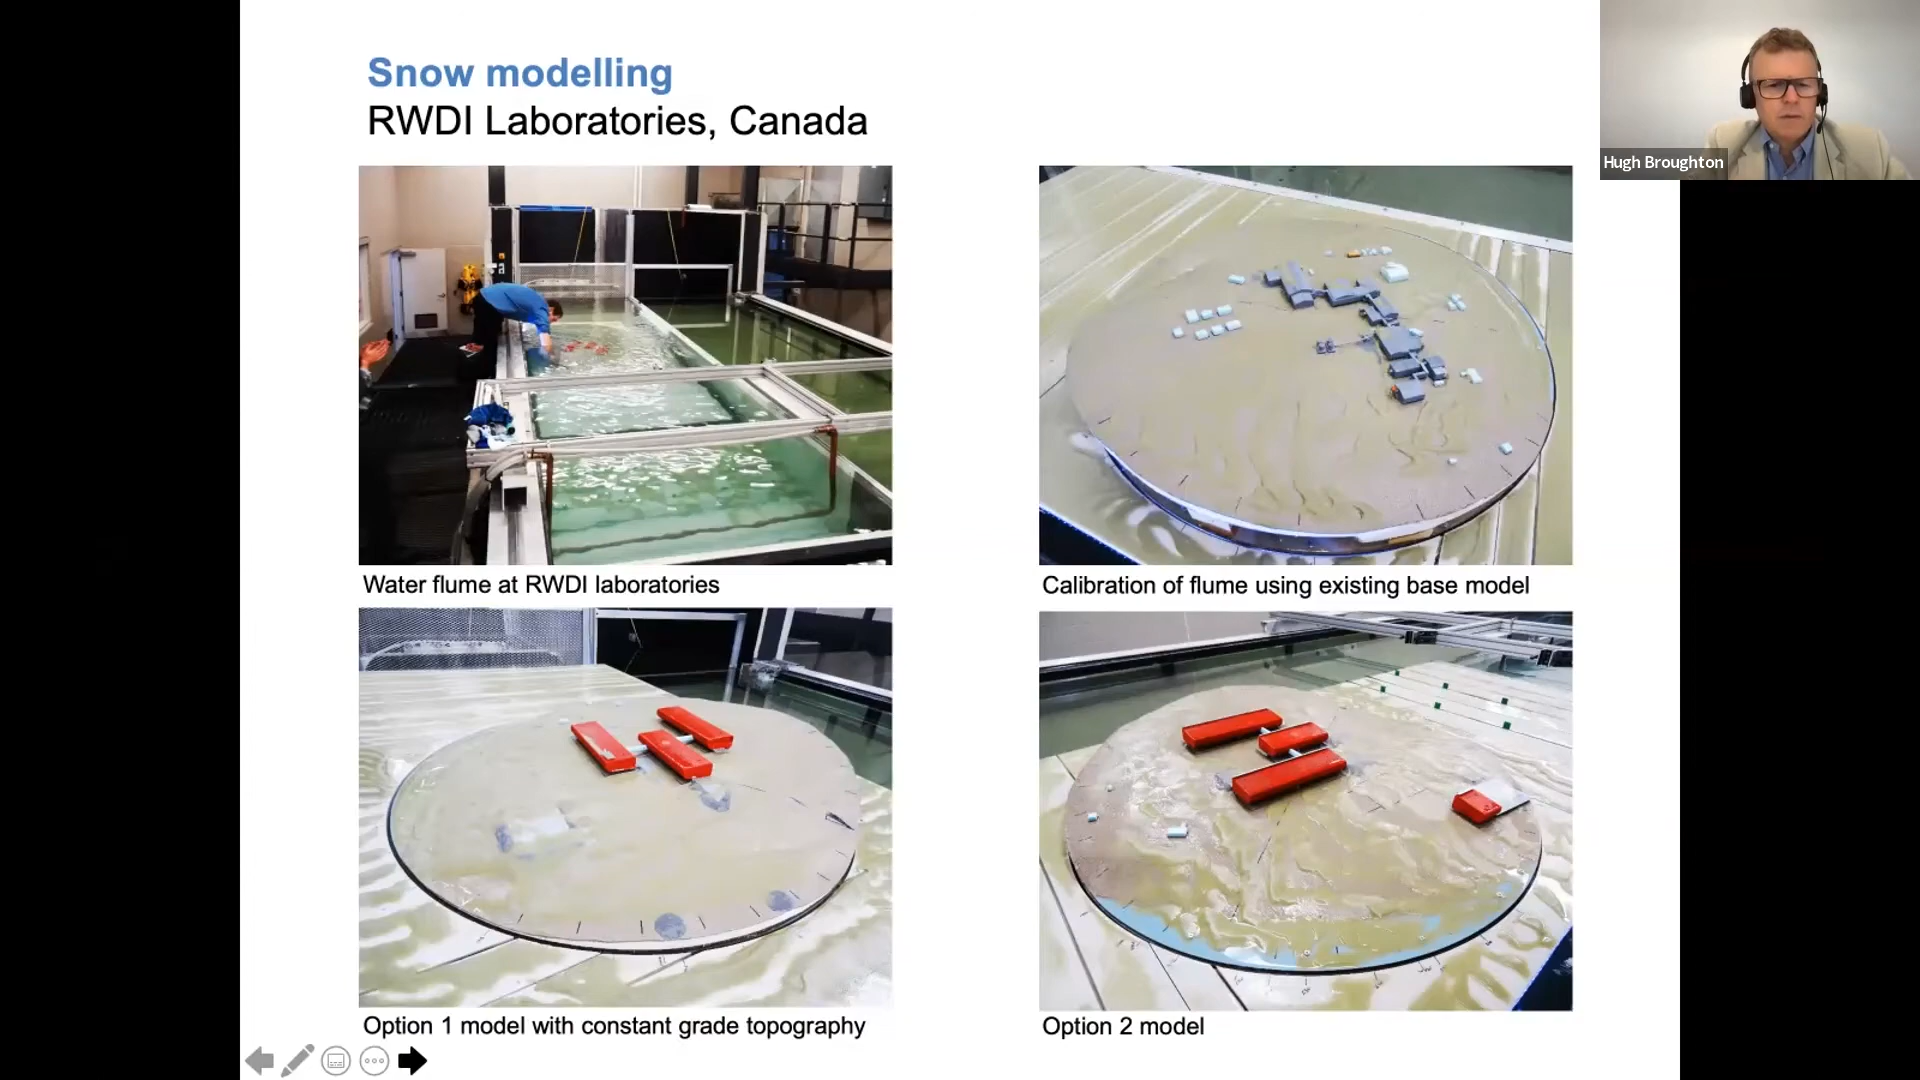 Snow modelling
RWDI Laboratories, Canada
Hugh Broughton
Water flume at RWDI laboratories
Calibration of flume using existing base model
Option 1 model with constant grade topography
Option 2 model